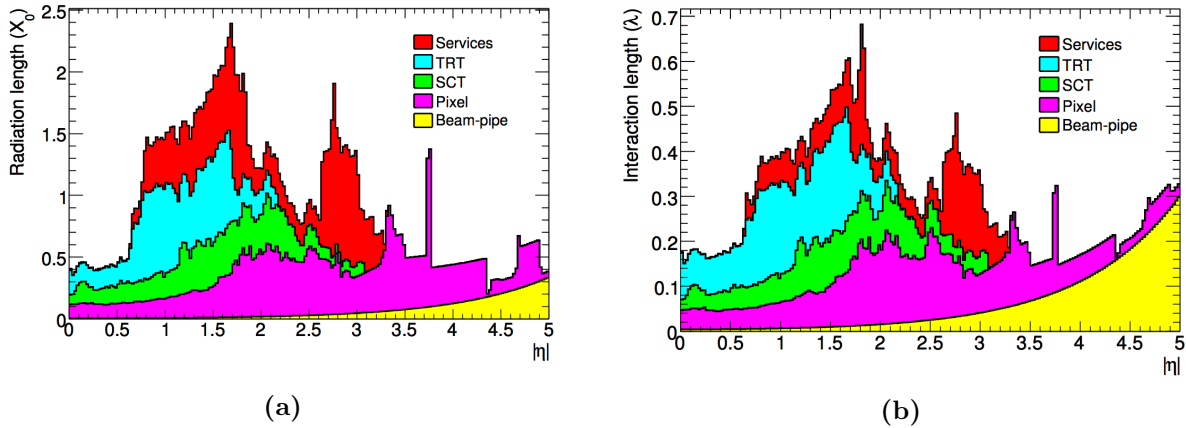 Radiation length (X0)
2.5
2
1.5
1
0.5
0
Services
TRT
SCT
Pixel
Beam-pipe
0 0.5 1 1.5 2 2.5 3 3.5 4 4.5 5
|η|
(a)
Interaction length (λ)
0.7
0.6
0.5
0.4
0.3
0.2
0.1
0
Services
TRT
SCT
Pixel
Beam-pipe
0 0.5 1 1.5 2 2.5 3 3.5 4 4.5 5
|η|
(b)